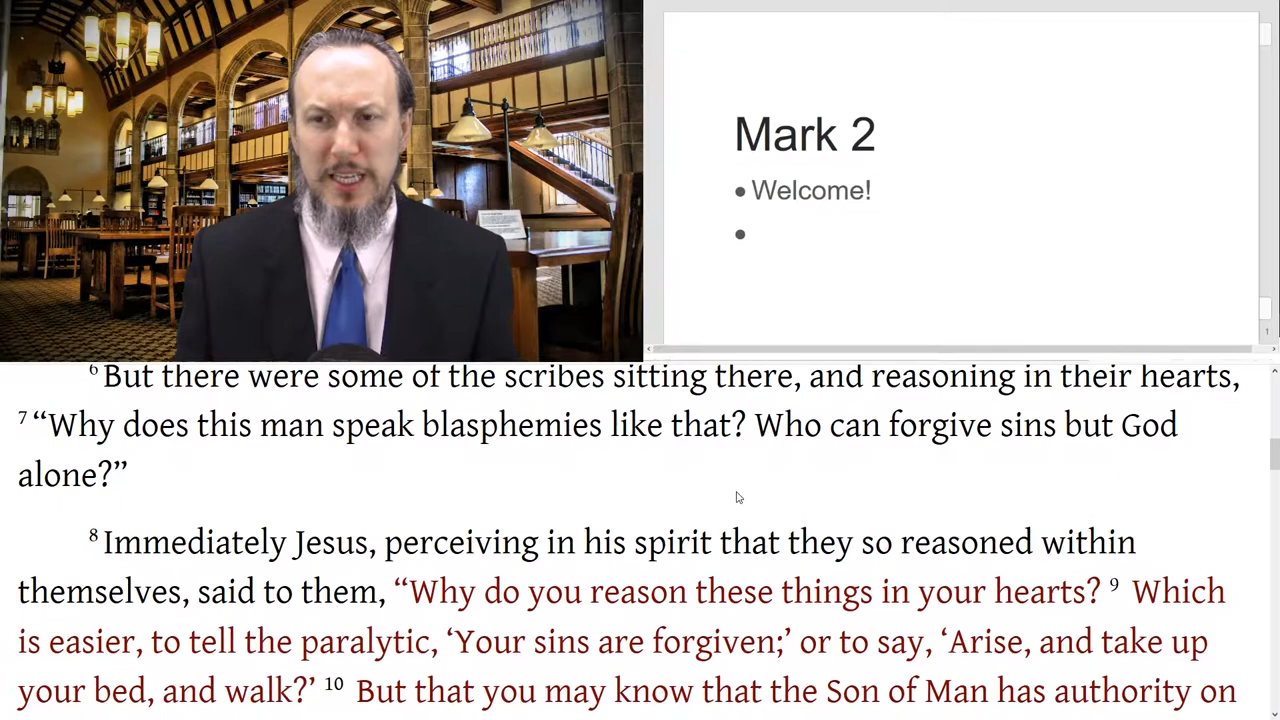 Mark 2
• Welcome!
•
1
6 But there were some of the scribes sitting there, and reasoning in their hearts,
7 “Why does this man speak blasphemies like that? Who can forgive sins but God
alone?”
8 Immediately Jesus, perceiving in his spirit that they so reasoned within
themselves, said to them, “Why do you reason these things in your hearts? 9 Which
is easier, to tell the paralytic, ‘Your sins are forgiven;’ or to say, ‘Arise, and take up
your bed, and walk?’ 10 But that you may know that the Son of Man has authority on